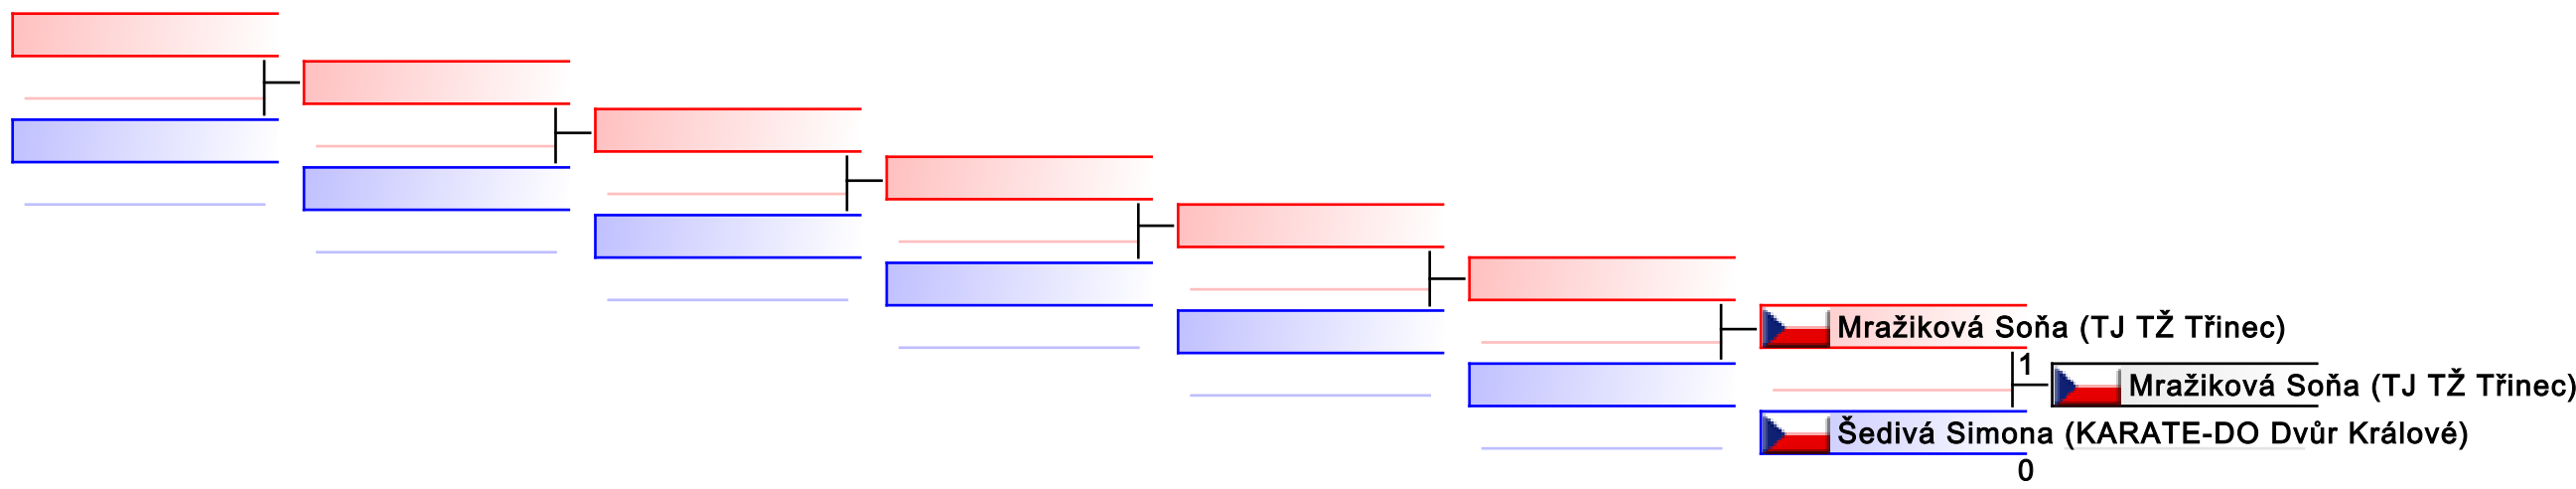 Mražiková Soňa (TJ TŽ Třinec)
1
Mražiková Soňa (TJ TŽ Třinec)
Šedivá Simona (KARATE-DO Dvůr Králové)
0